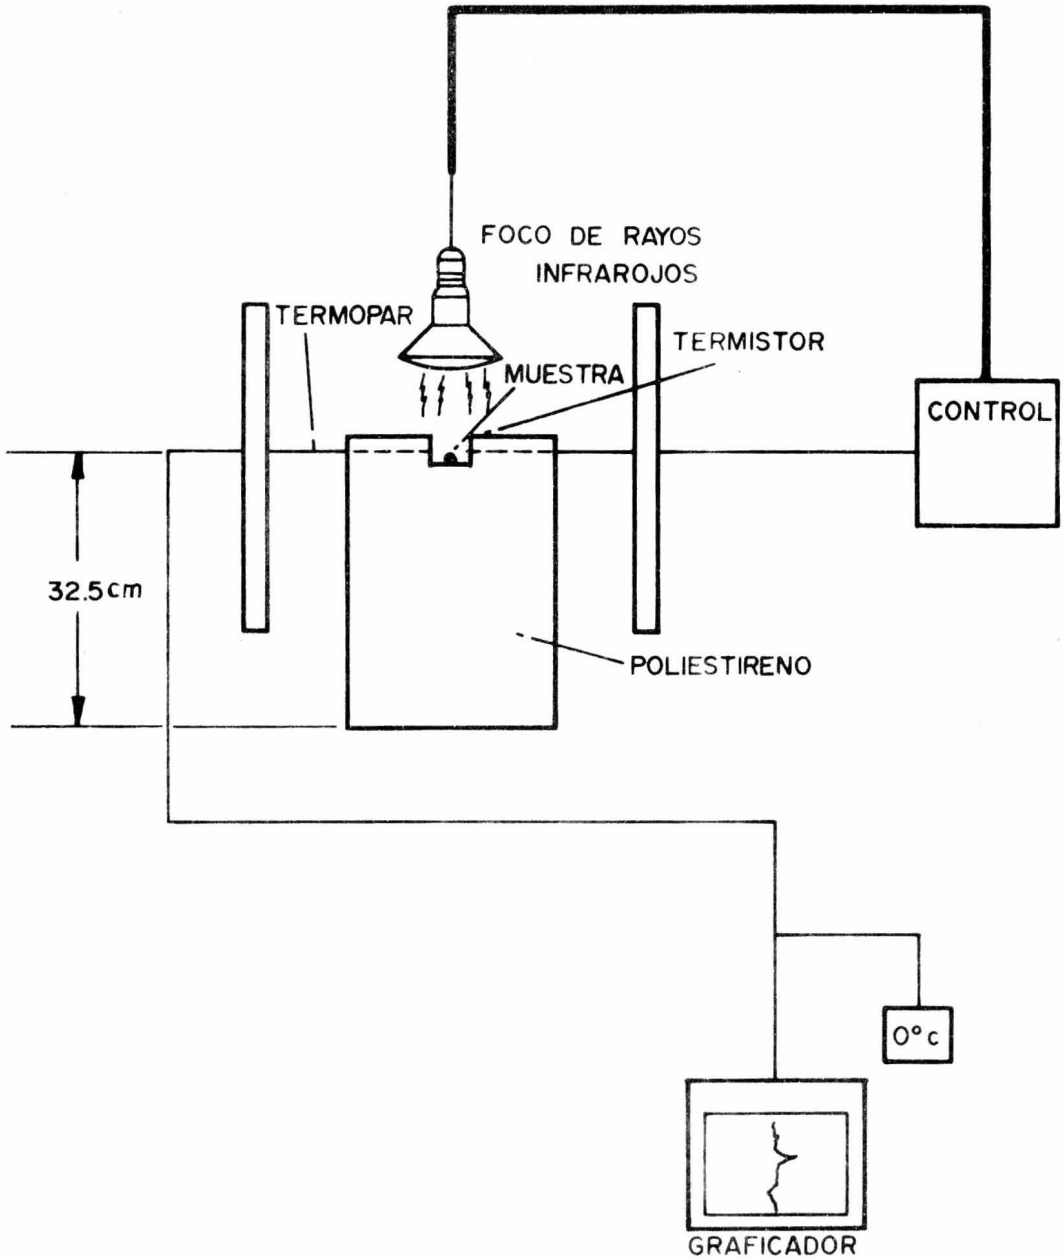 FOCO DE RAYOS
INFRAROJOS
TERMOPAR
TERMISTOR
MUESTRA
CONTROL
32.5cm
POLIESTIRENO
0°c
GRAFICADOR